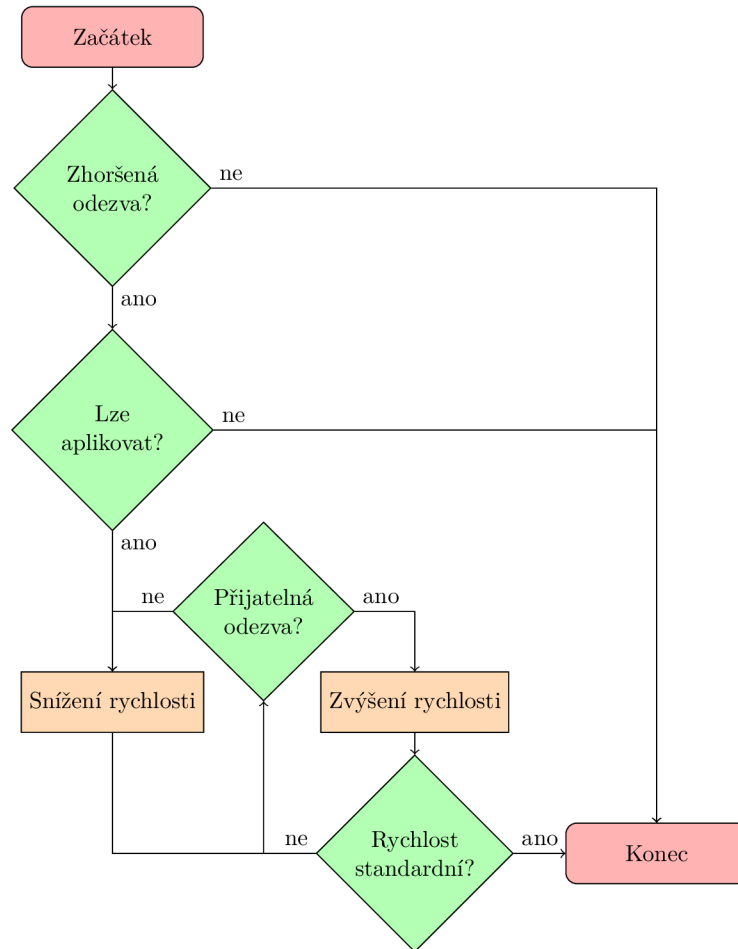 Začátek
Zhoršená
odezva?
ne
ano
Lze
aplikovat?
ne
ano
ne
Přijatelná
odezva?
ano
Snížení rychlosti
Zvýšení rychlosti
ne
Rychlost
standardní?
ano
Konec